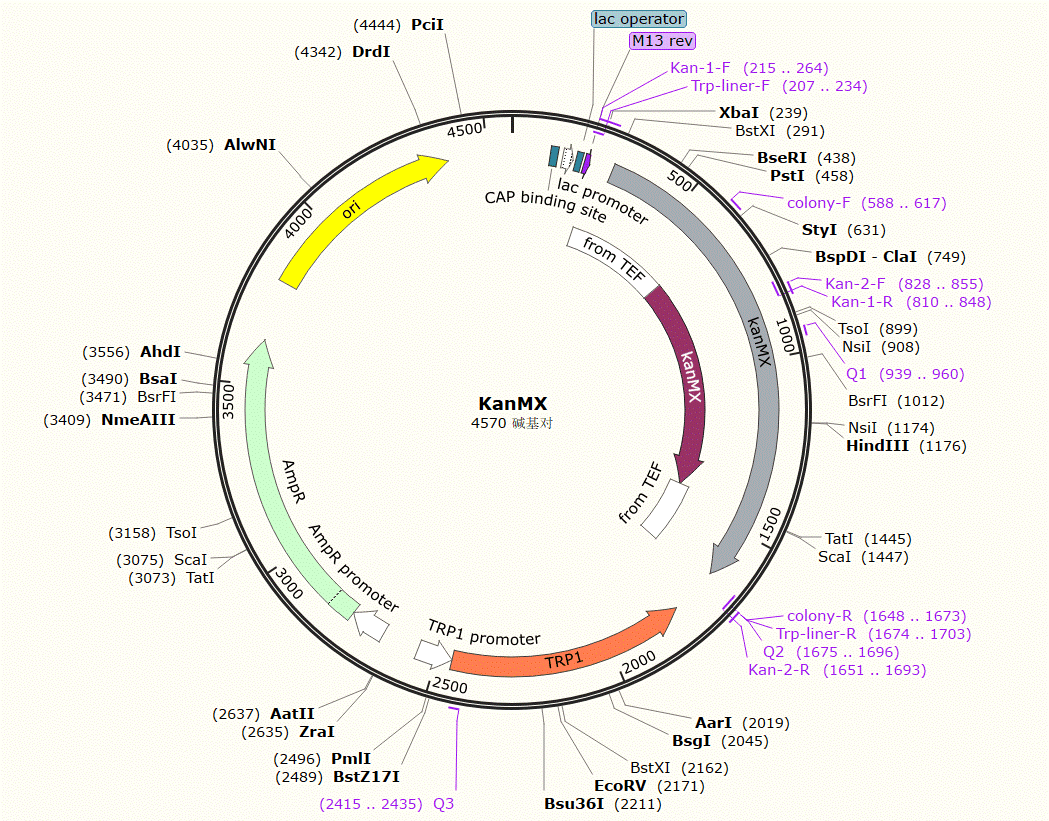 lac operator
M13 rev
Kan-1-F (215 .. 264)
Trp-liner-F (207 .. 234)
XbaI (239)
BstXI (291)
BseRI (438)
PstI (458)
colony-F (588 .. 617)
StyI (631)
BspDI - ClaI (749)
Kan-2-F (828 .. 855)
Kan-1-R (810 .. 848)
TsoI (899)
NsiI (908)
Q1 (939 .. 960)
BsrFI (1012)
NsiI (1174)
HindIII (1176)
TatI (1445)
ScaI (1447)
colony-R (1648 .. 1673)
Trp-liner-R (1674 .. 1703)
Q2 (1675 .. 1696)
Kan-2-R (1651 .. 1693)
AarI (2019)
BsgI (2045)
BstXI (2162)
EcoRV (2171)
Bsu36I (2211)
(2415 .. 2435) Q3
(2489) BstZ17I
(2496) PmlI
(2635) ZraI
(2637) AatII
(3073) TatI
(3075) ScaI
(3158) TsoI
(3409) NmeAIII
(3471) BsrFI
(3490) BsaI
(3556) AhdI
(4035) AlwNI
(4342) DrdI
(4444) PciI
500
1000
1500
2000
2500
3000
3500
4000
4500
CAP binding site
lac promoter
from TEF
kanMX
kanMX
from TEF
TRP1
TRP1 promoter
AmpR promoter
AmpR
ori
KanMX
4570 碱基对